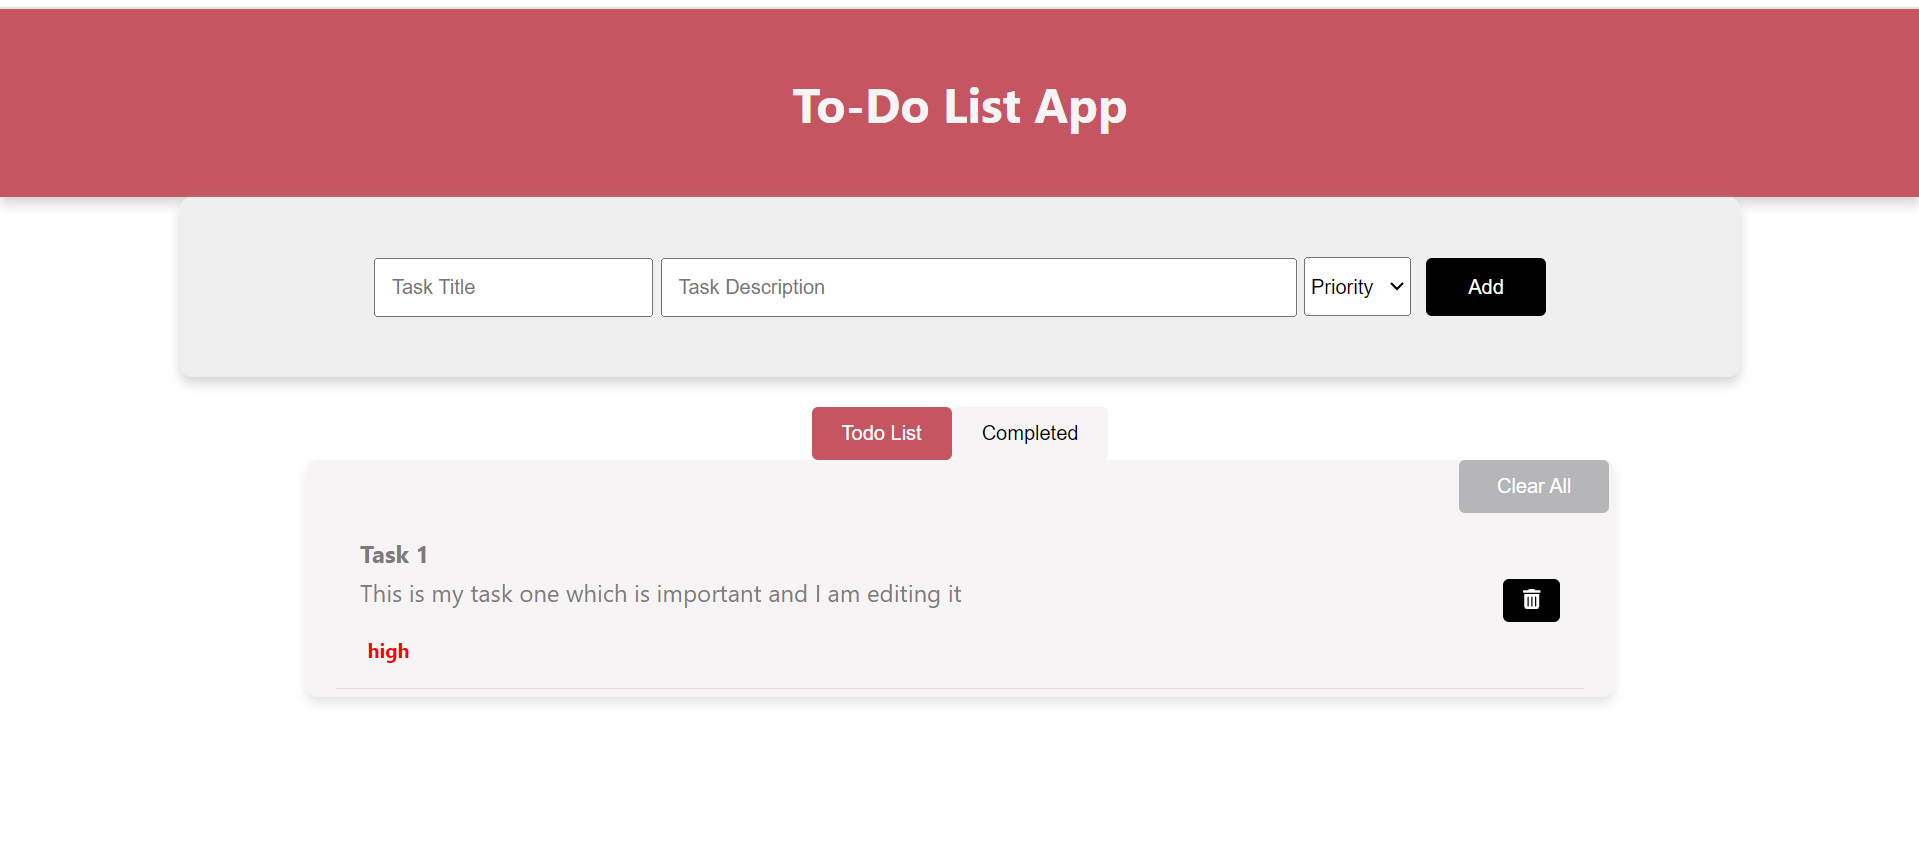 To-Do List App
Task Title Task Description Priority Add
Todo List Completed
Clear All
Task 1
This is my task one which is important and I am editing it
high